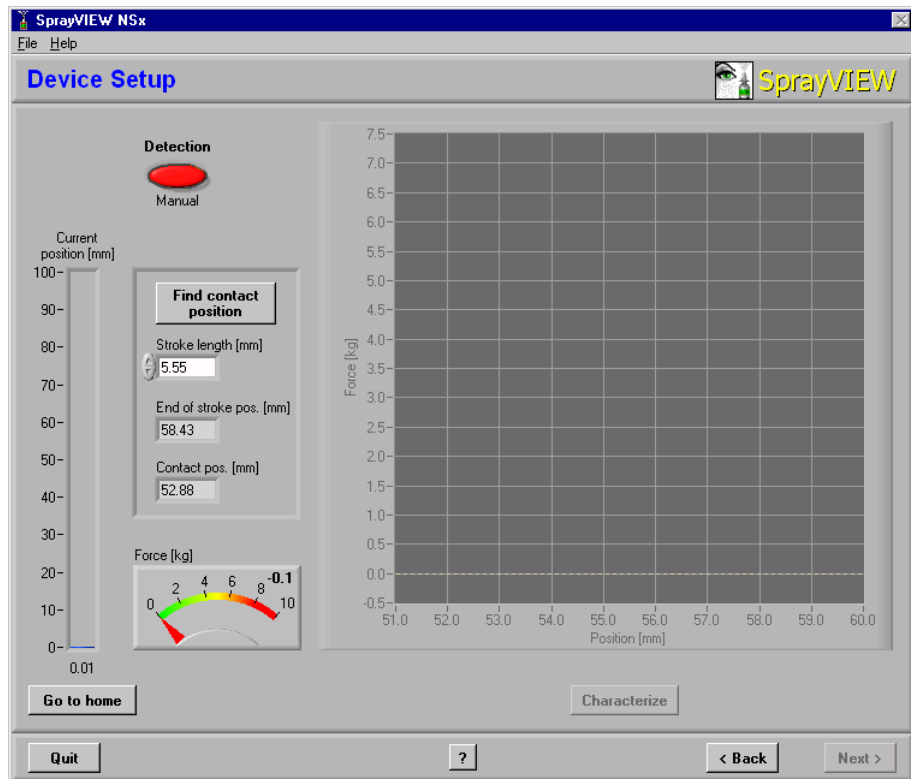 SprayVIEW NSx
File Help
Device Setup
SprayVIEW
Detection
Manual
Current
position [mm]
100
90
80
70
60
50
40
30
20
10
0
0.01
Find contact
position
Stroke length [mm]
5.55
End of stroke pos. [mm]
58.43
Contact pos. [mm]
52.88
Force [kg]
-0.1
0 2 4 6 8 10
Force [kg]
7.5
7.0
6.5
6.0
5.5
5.0
4.5
4.0
3.5
3.0
2.5
2.0
1.5
1.0
0.5
0.0
-0.5
51.0 52.0 53.0 54.0 55.0 56.0 57.0 58.0 59.0 60.0
Position [mm]
Go to home
Characterize
Quit
?
< Back
Next >